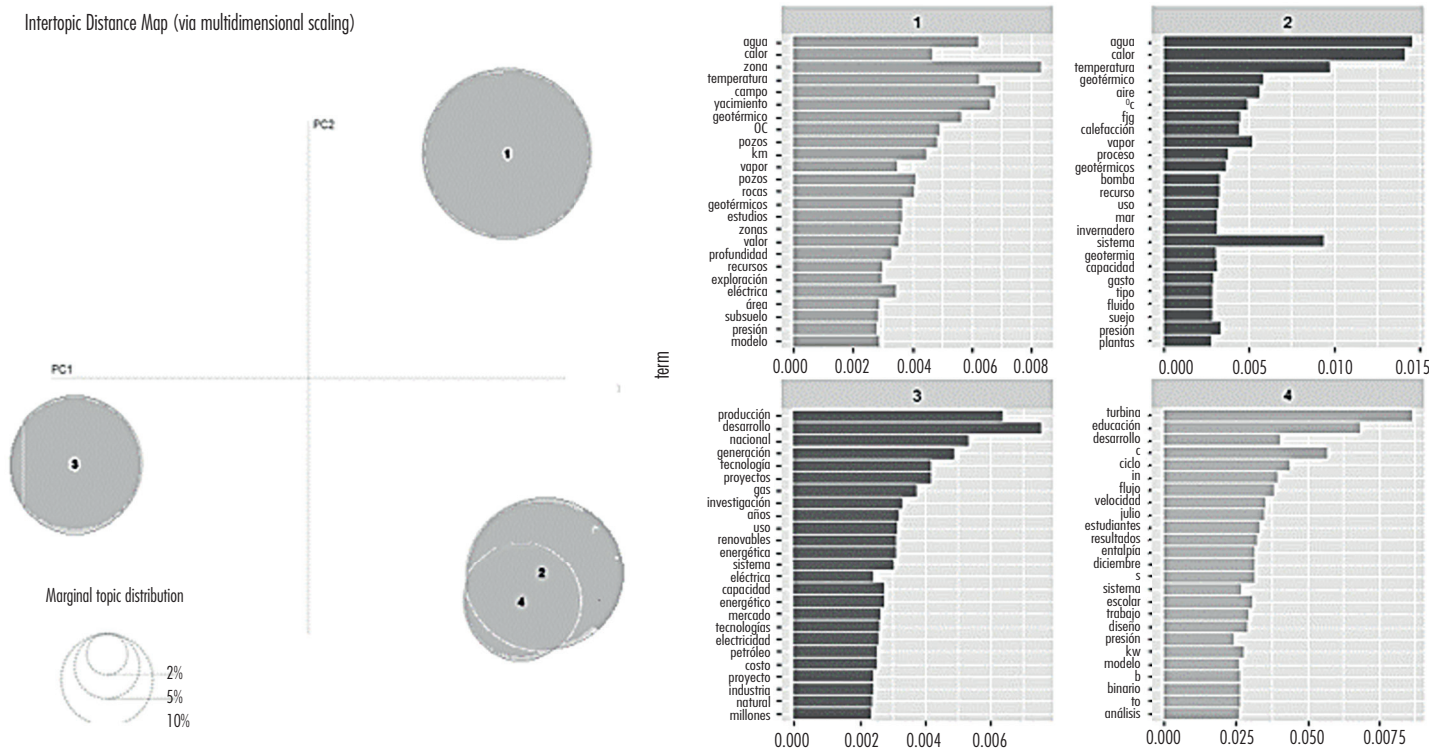 Intertopic Distance Map (via multidimensional scaling)
PC2
PC1
1
2
3
4
Marginal topic distribution
2%
5%
10%
term
1
agua
calor
zona
temperatura
campo
yacimiento
geotérmico
OC
pozos
km
vapor
pozos
rocas
geotérmicos
estudios
zonas
valor
profundidad
recursos
exploración
eléctrica
área
subsuelo
presión
modelo
0.000 0.002 0.004 0.006 0.008
2
agua
calor
temperatura
geotérmico
aire
⁰c
fjg
calefacción
vapor
proceso
geotérmicos
bomba
recurso
uso
mar
invernadero
sistema
geotermia
capacidad
gasto
tipo
fluido
suejo
presión
plantas
0.000 0.005 0.010 0.015
3
producción
desarrollo
nacional
generación
tecnología
proyectos
gas
investigación
años
uso
renovables
energética
sistema
eléctrica
capacidad
energético
mercado
tecnologías
electricidad
petróleo
costo
proyecto
industria
natural
millones
0.000 0.002 0.004 0.006
4
turbina
educación
desarrollo
c
ciclo
in
flujo
velocidad
julio
estudiantes
resultados
entalpía
diciembre
s
sistema
escolar
trabajo
diseño
presión
kw
modelo
b
binario
to
análisis
0.000 0.025 0.050 0.0075